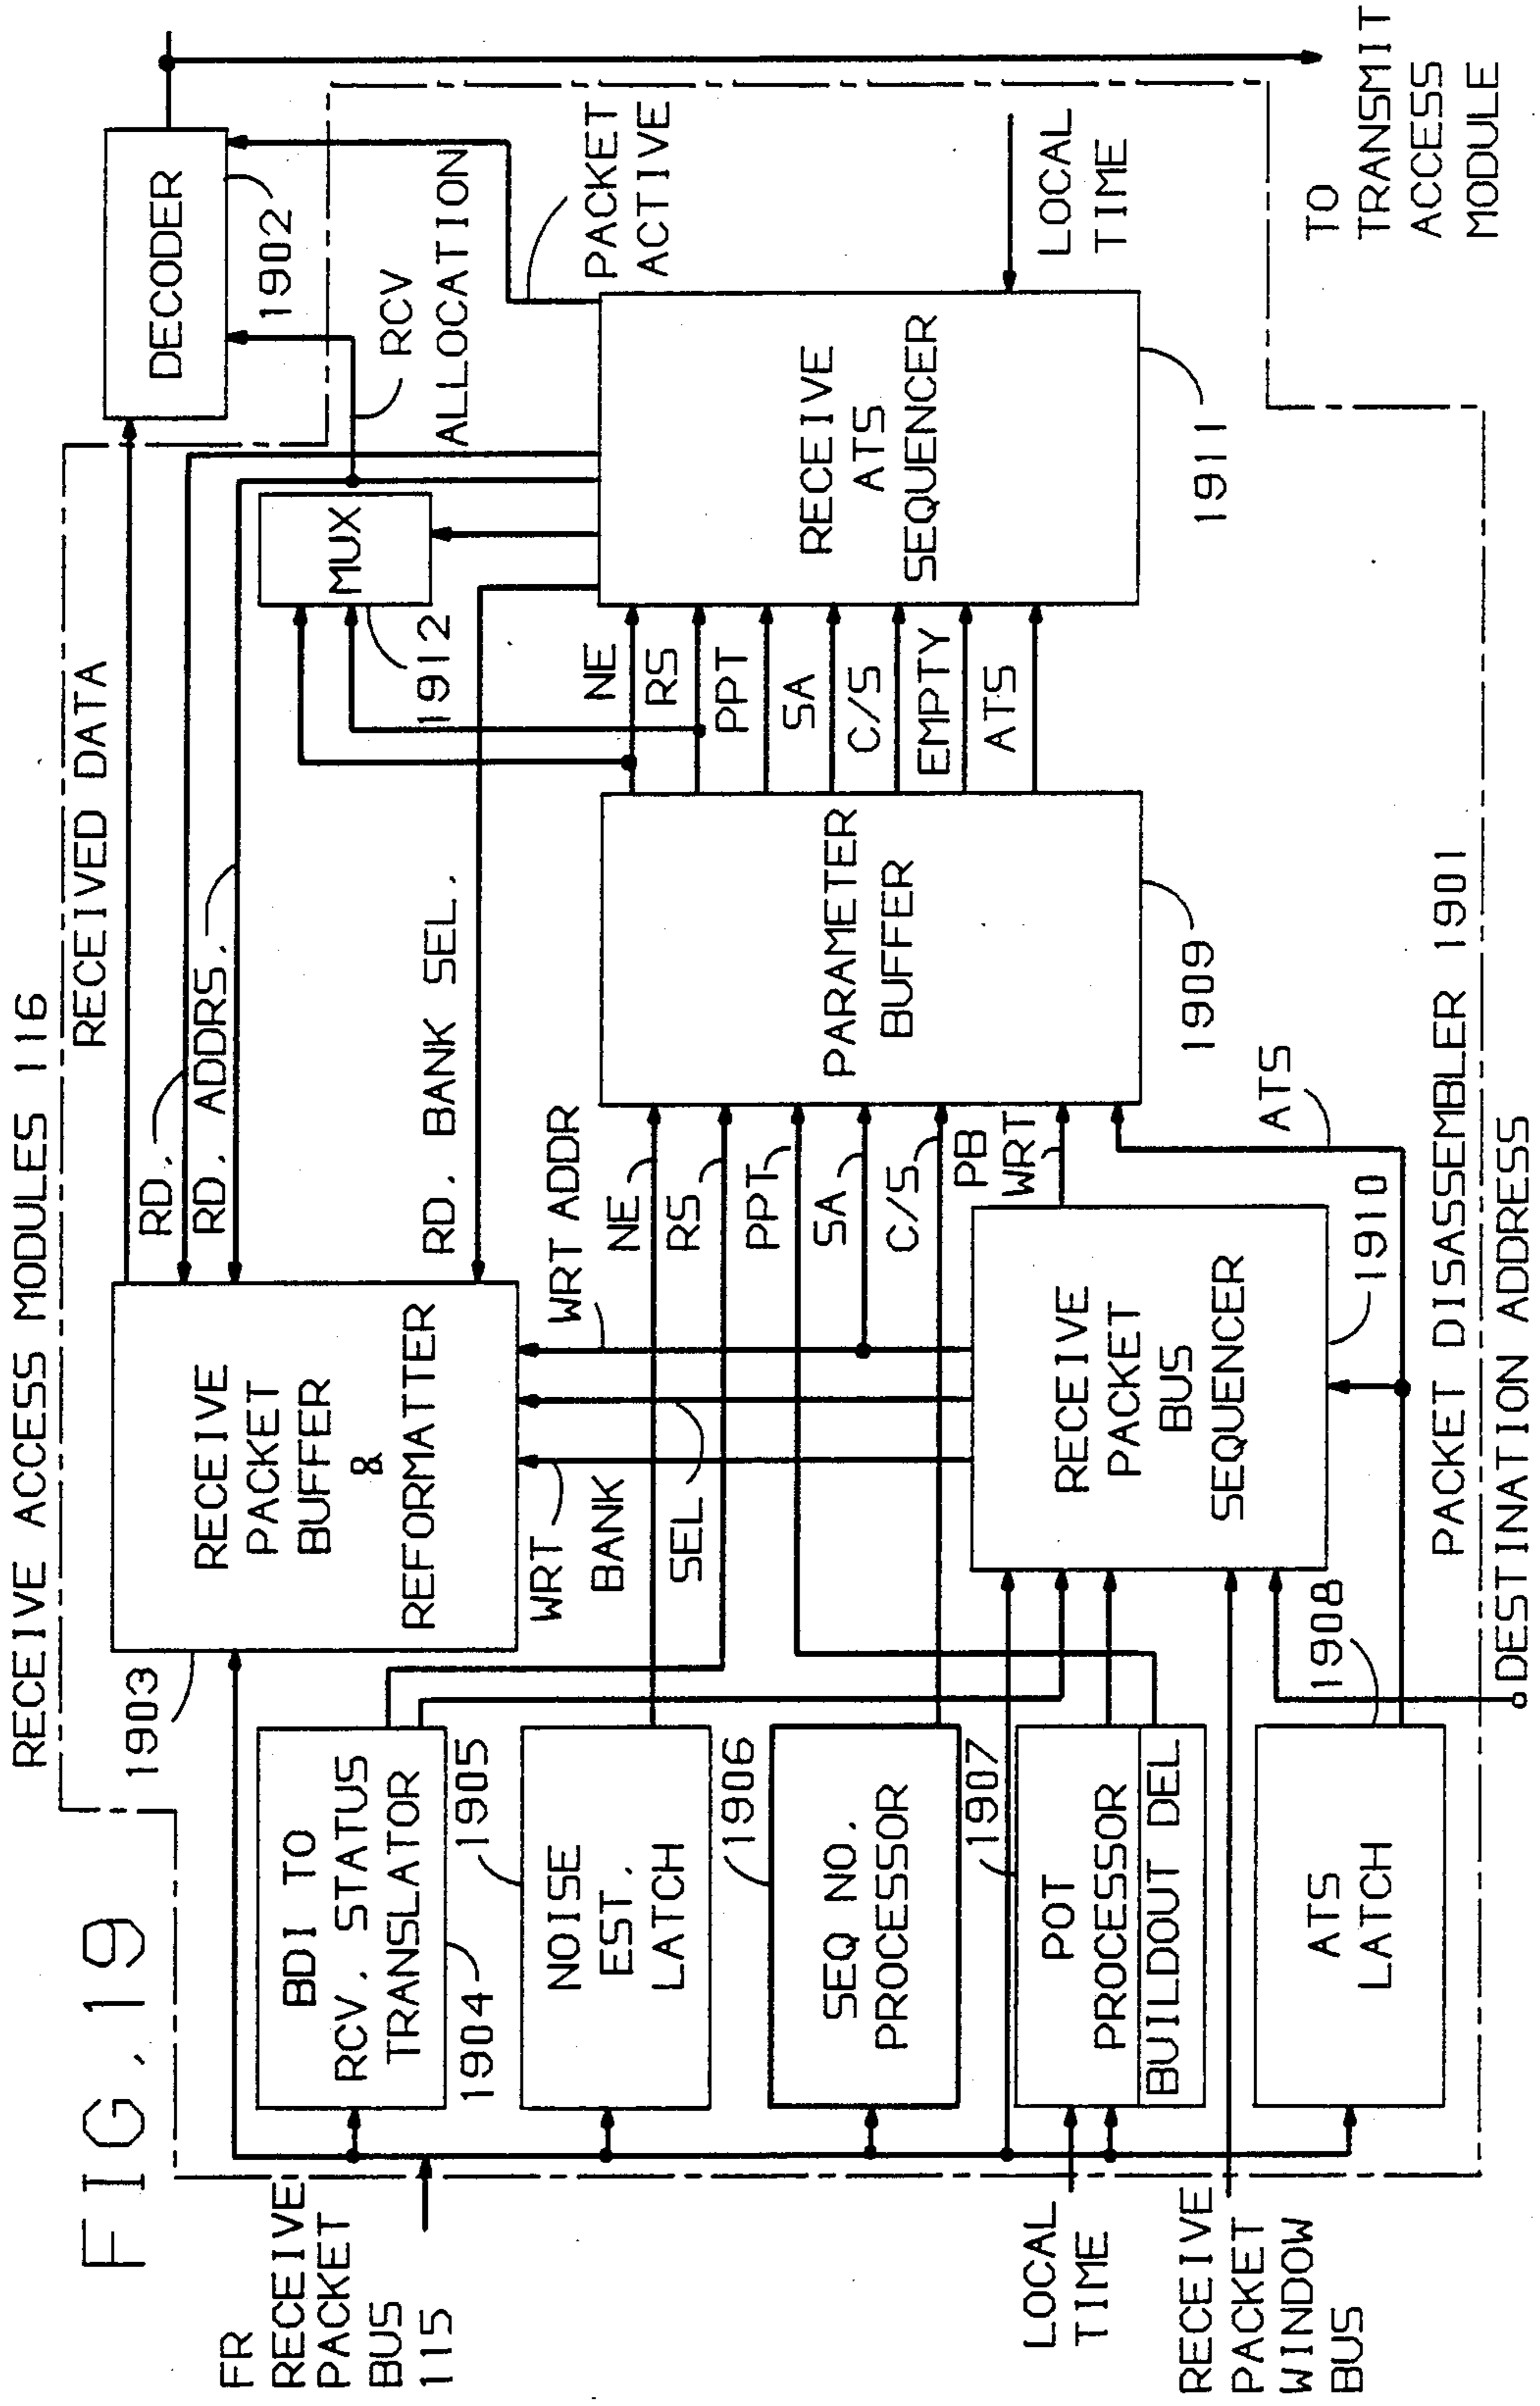 FIG. 19
RECEIVE ACCESS MODULES 116
FR
RECEIVE
PACKET
BUS
115
1903
RECEIVE
PACKET
BUFFER
&
REFORMATTER
RECEIVED DATA
RD.
RD. ADDRS.
RD. BANK SEL.
DECODER
1902
MUX
1912
RCV
ALLOCATION
PACKET
ACTIVE
BDI TO
RCV. STATUS
TRANSLATOR
1904
1905
NOISE
EST.
LATCH
1906
SEQ NO.
PROCESSOR
1907
POT
PROCESSOR
BUILDOUT DEL
ATS
LATCH
1908
LOCAL
TIME
RECEIVE
PACKET
WINDOW
BUS
WRT
BANK
SEL
WRT ADDR
NE
RS
PPT
SA
C/S
PB
WRT
ATS
RECEIVE
PACKET
BUS
SEQUENCER
1910
PARAMETER
BUFFER
1909
NE
RS
PPT
SA
C/S
EMPTY
ATS
RECEIVE
ATS
SEQUENCER
1911
LOCAL
TIME
TO
TRANSMIT
ACCESS
MODULE
PACKET DISASSEMBLER 1901
DESTINATION ADDRESS